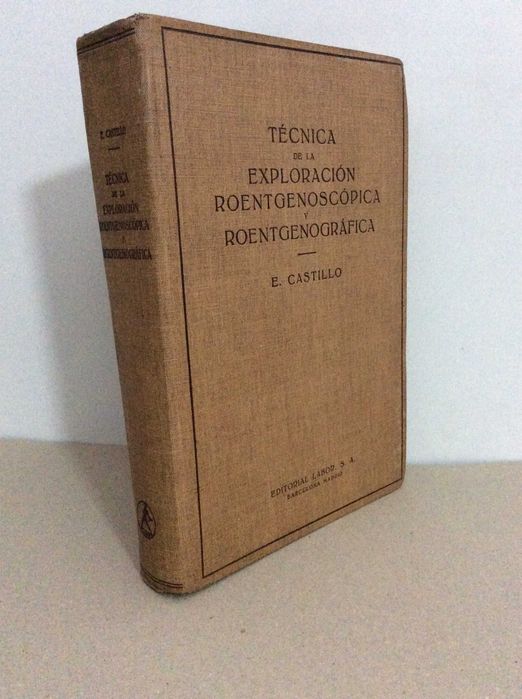 E. CASTILLO
TÉCNICA
DE LA
EXPLORACIÓN
ROENTGENOSCÓPICA
Y
ROENTGENOGRÁFICA
TÉCNICA
DE LA
EXPLORACIÓN
ROENTGENOSCÓPICA
Y
ROENTGENOGRÁFICA
E. CASTILLO
EDITORIAL LABOR, S. A.
BARCELONA MADRID